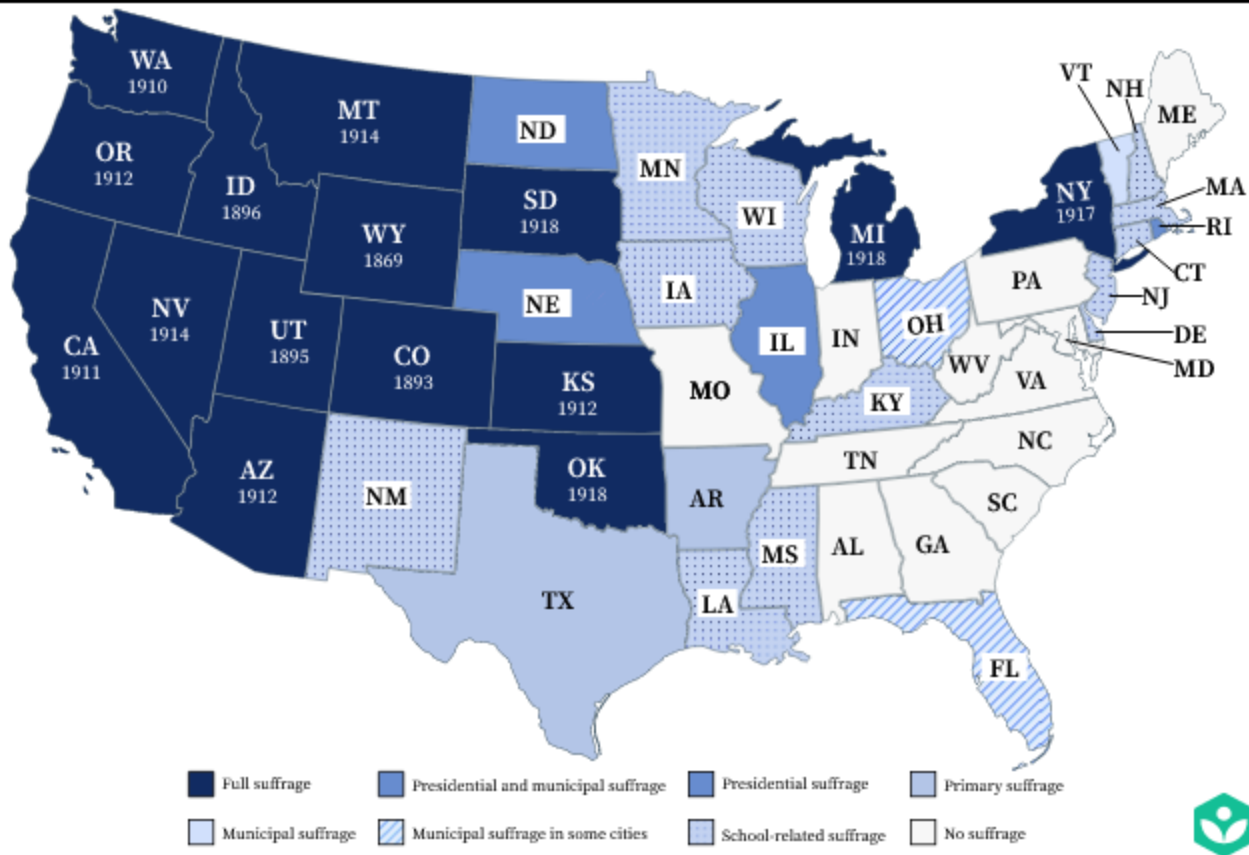 WA
1910
MT
1914
ND
MN
VT
NH
ME
OR
1912
ID
1896
SD
1918
WI
NY
1917
MA
RI
WY
1869
MI
1918
CT
NJ
IA
PA
NE
NV
1914
UT
1895
OH
DE
MD
CA
1911
CO
1893
IL
IN
WV
VA
KS
1912
MO
KY
NC
TN
AZ
1912
NM
OK
1918
AR
SC
MS
AL
GA
TX
LA
FL
Full suffrage
Presidential and municipal suffrage
Presidential suffrage
Primary suffrage
Municipal suffrage
Municipal suffrage in some cities
School-related suffrage
No suffrage